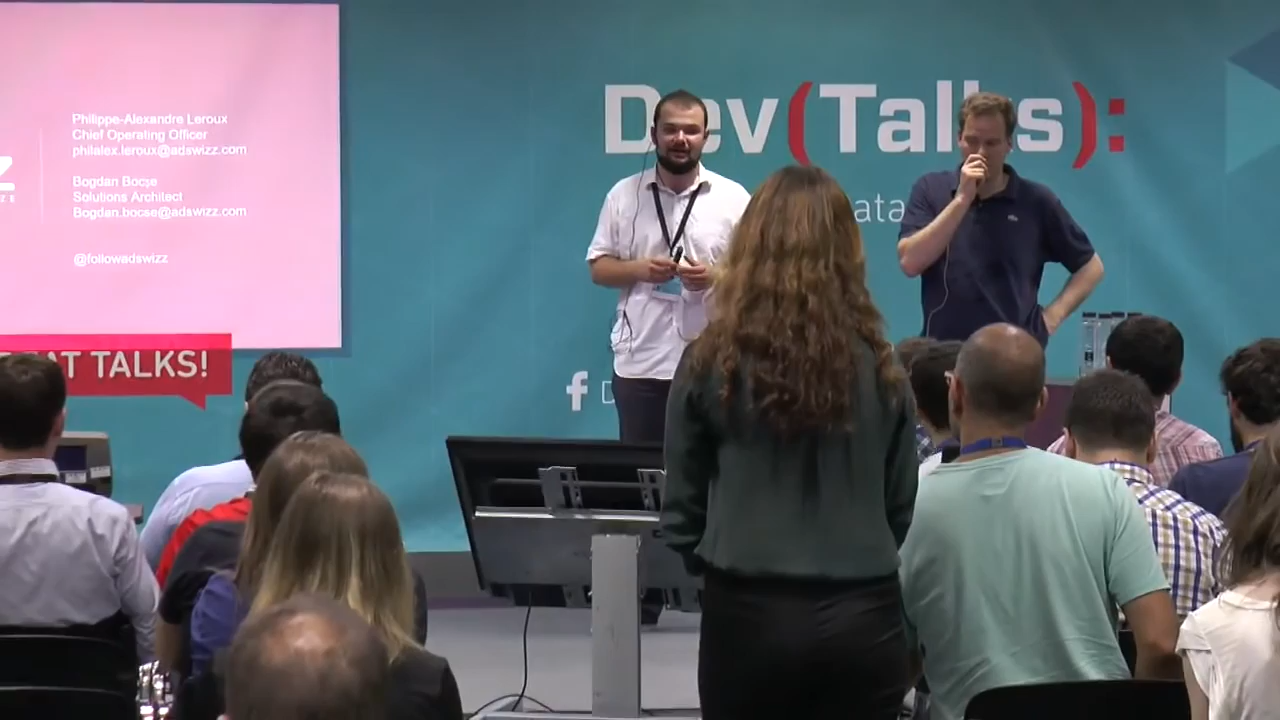 Philippe-Alexandre Leroux
Chief Operating Officer
philalex.leroux@adswizz.com
Bogdan Bocșe
Solutions Architect
Bogdan.bocse@adswizz.com
@followadswizz
Dev(Talks):
TALKS!